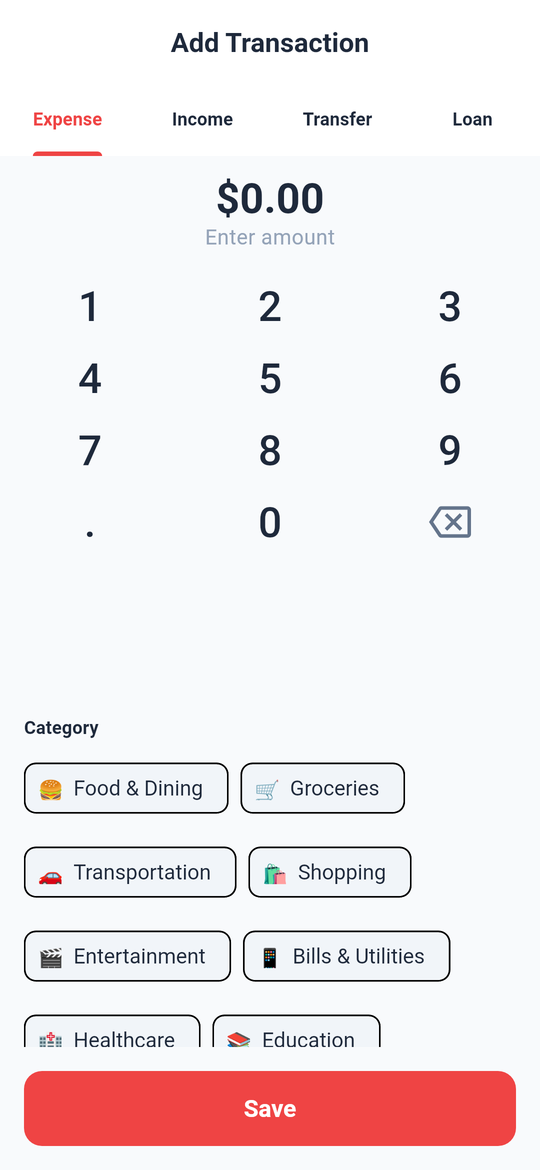 Add Transaction
Expense Income Transfer Loan
$0.00
Enter amount
1 2 3
4 5 6
7 8 9
. 0
Category
Food & Dining Groceries
Transportation Shopping
Entertainment Bills & Utilities
Healthcare Education
Save